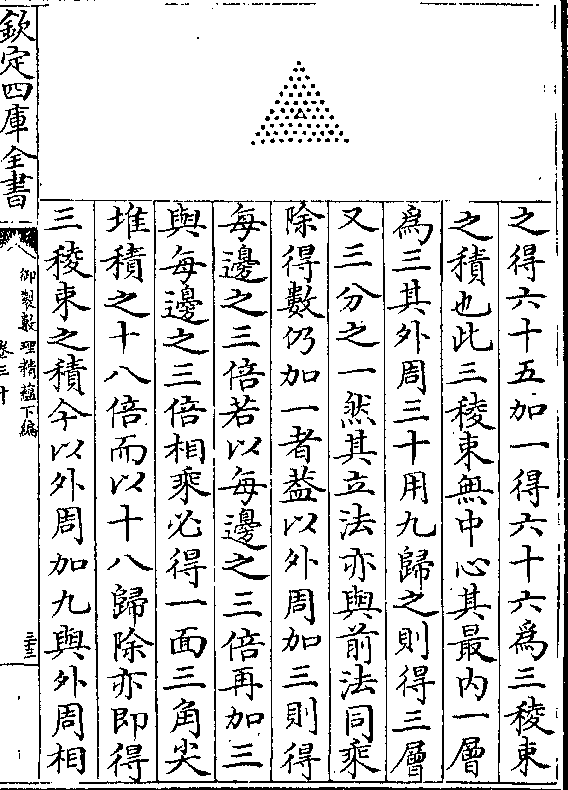 之得六十五加一得六十六為三稜束
之積也此三稜束無中心其最内一層
為三其外周三十用九歸之則得三層
又三分之一然其立法亦與前法同乘
除得數仍加一者葢以外周加三則得
每邊之三倍若以每邊之三倍再加三
與每邊之三倍相乘必得一面三角尖
堆積之十八倍而以十八歸除亦即得
三稜束之積今以外周加九與外周相
欽定四庫全書
御製數理精蘊下編
卷三十